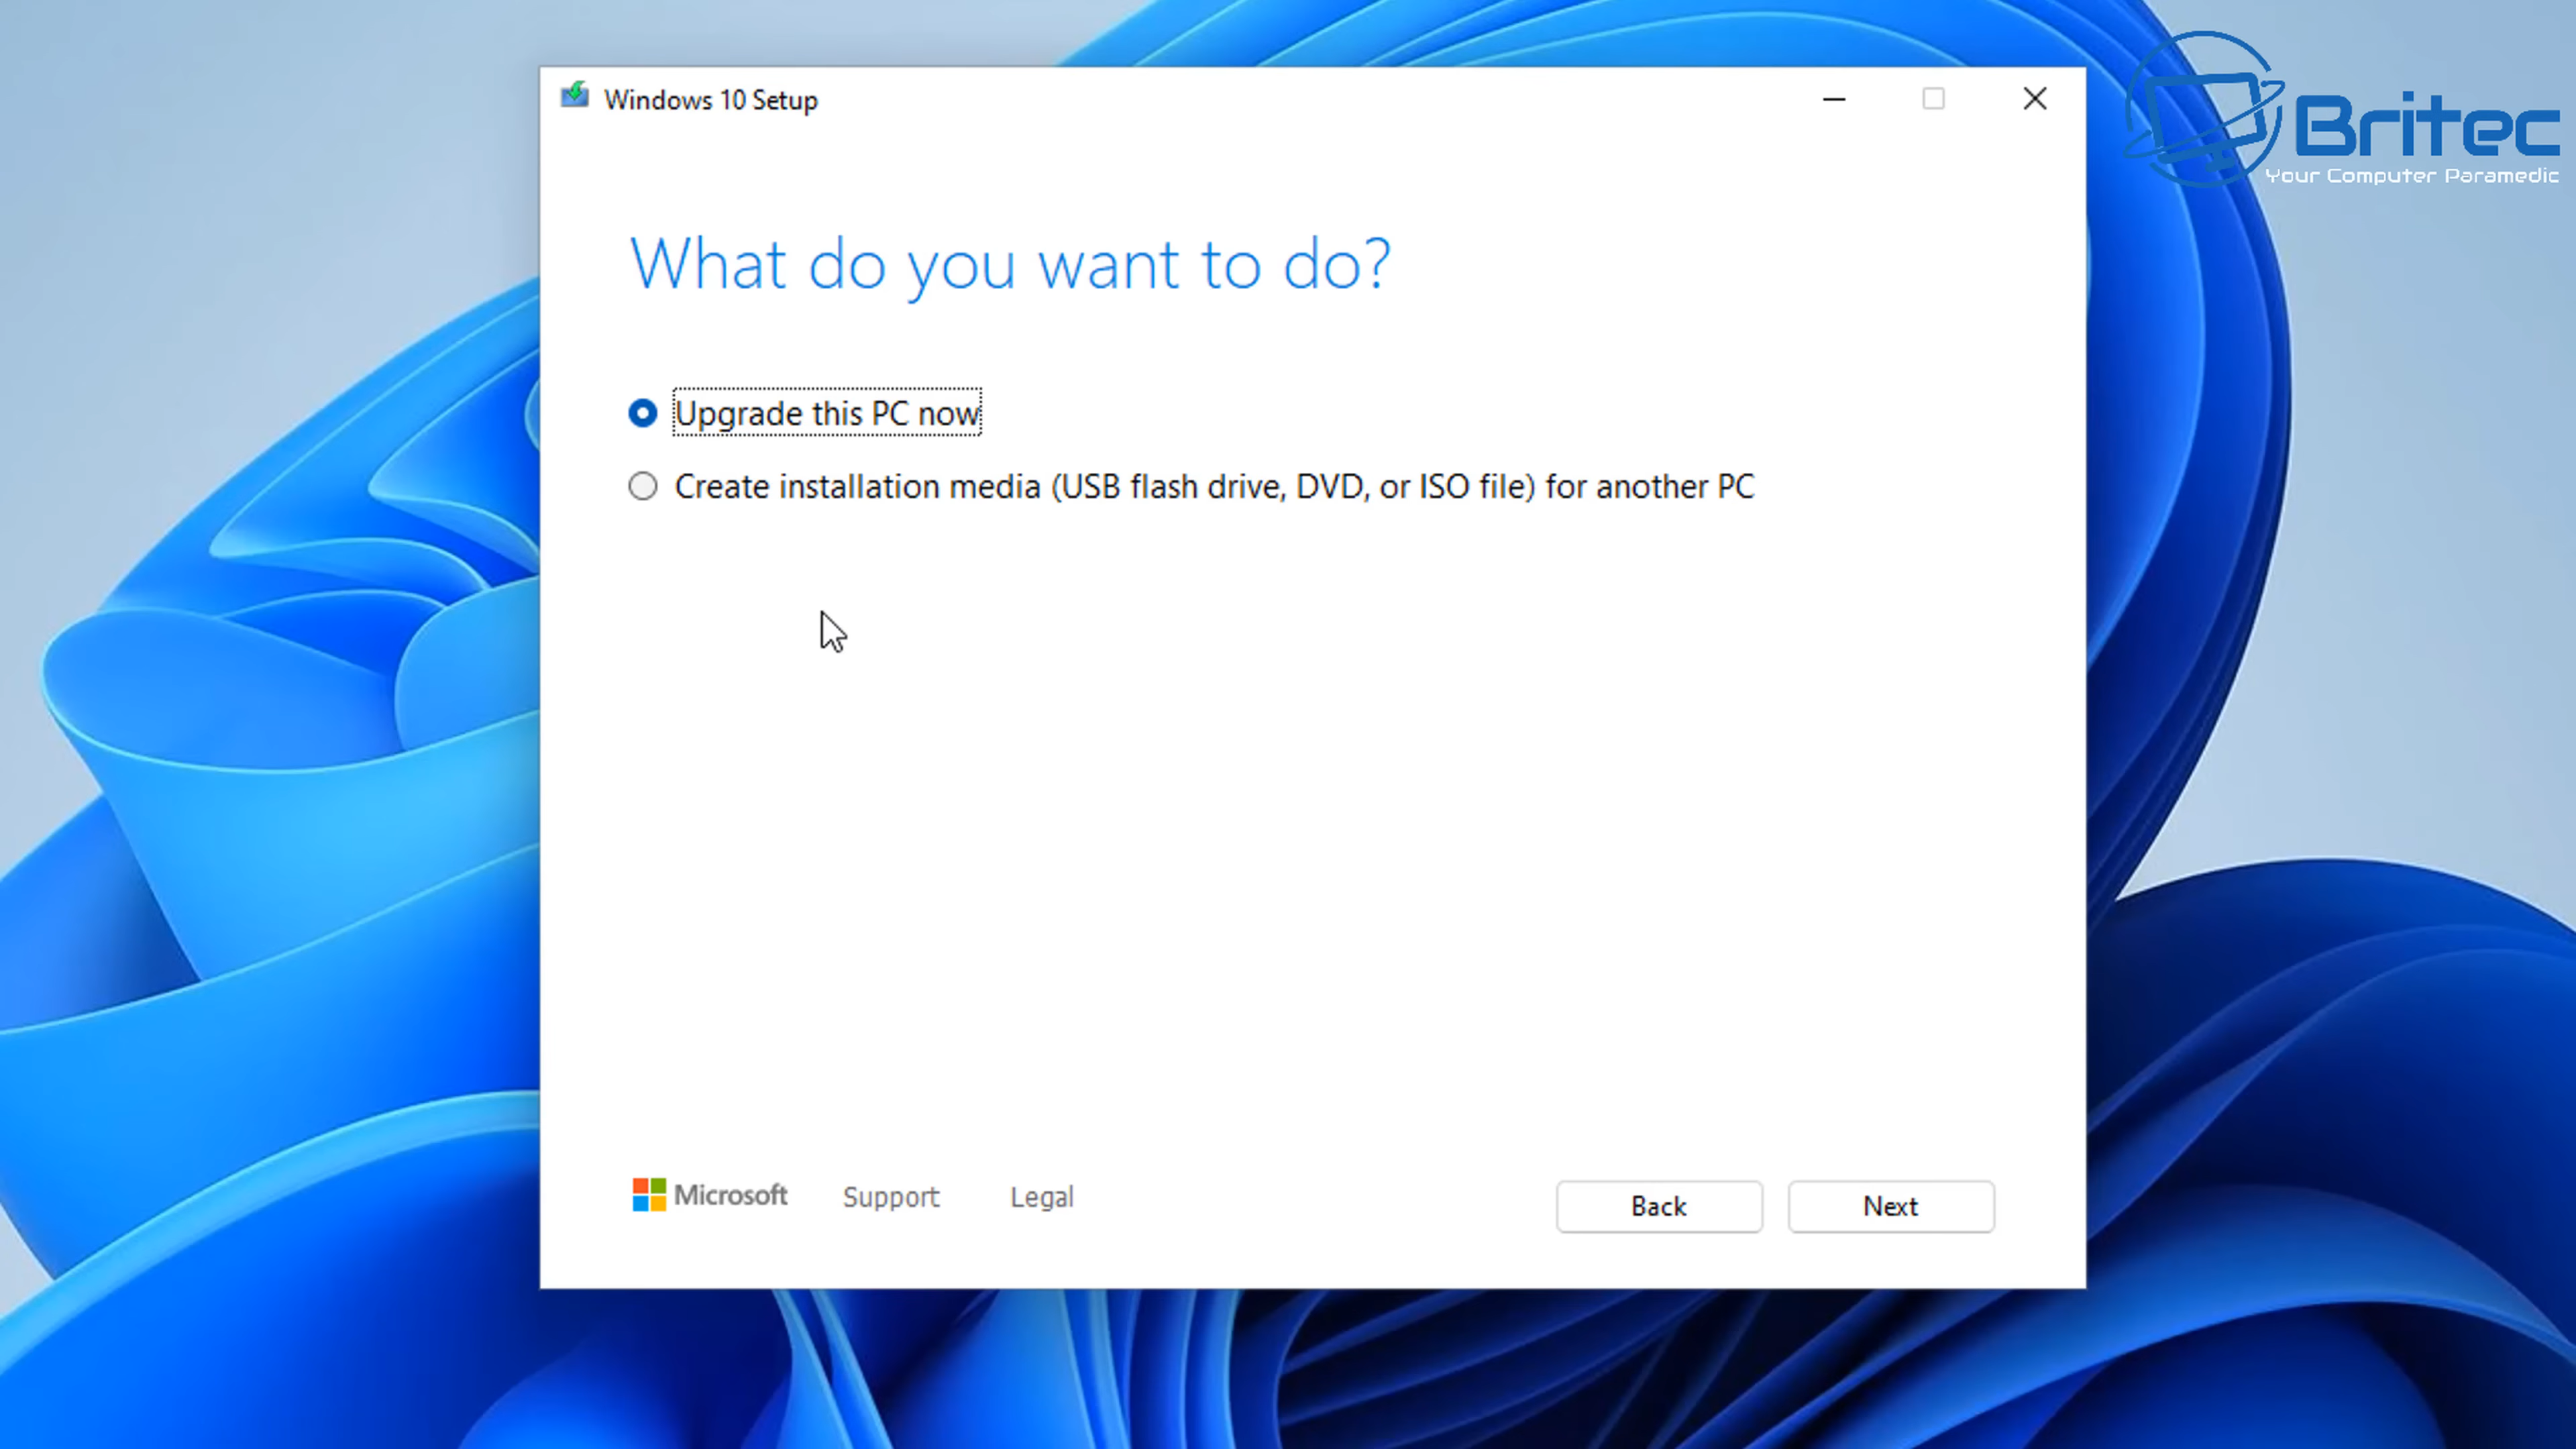 Windows 10 Setup
Britec
Your Computer Paramedic
What do you want to do?
Upgrade this PC now
Create installation media (USB flash drive, DVD, or ISO file) for another PC
Microsoft Support Legal Back Next